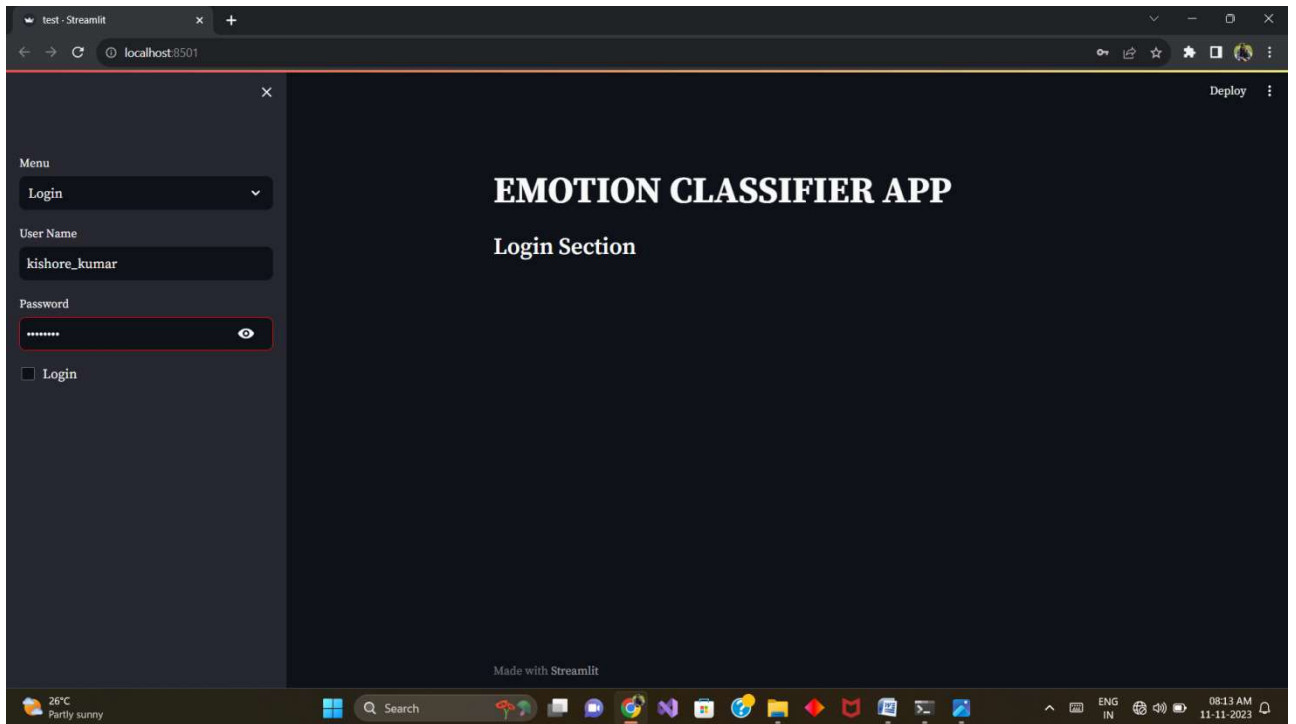 test · Streamlit
localhost:8501
Deploy
Menu
Login
User Name
kishore_kumar
Password
••••••••
Login
EMOTION CLASSIFIER APP
Login Section
Made with Streamlit
26°C
Partly sunny
Search
ENG
IN
08:13 AM
11-11-2023